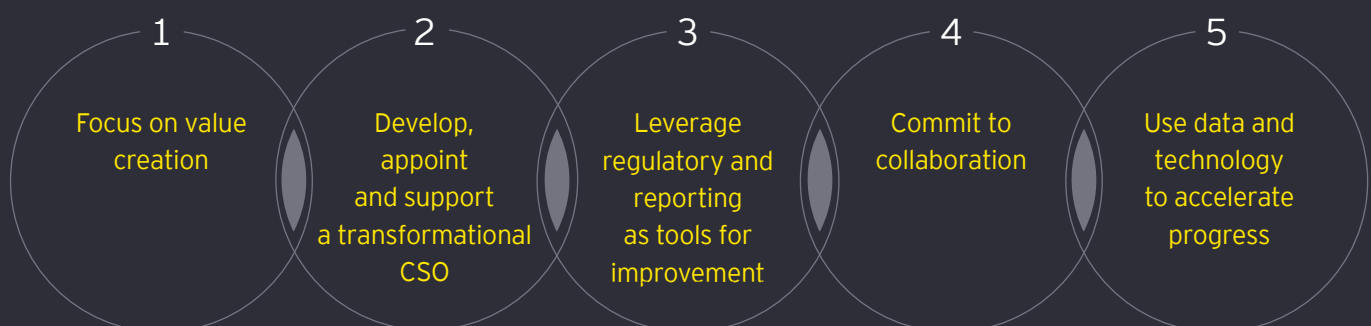 1
Focus on value
creation
2
Develop,
appoint
and support
a transformational
CSO
3
Leverage
regulatory and
reporting
as tools for
improvement
4
Commit to
collaboration
5
Use data and
technology
to accelerate
progress